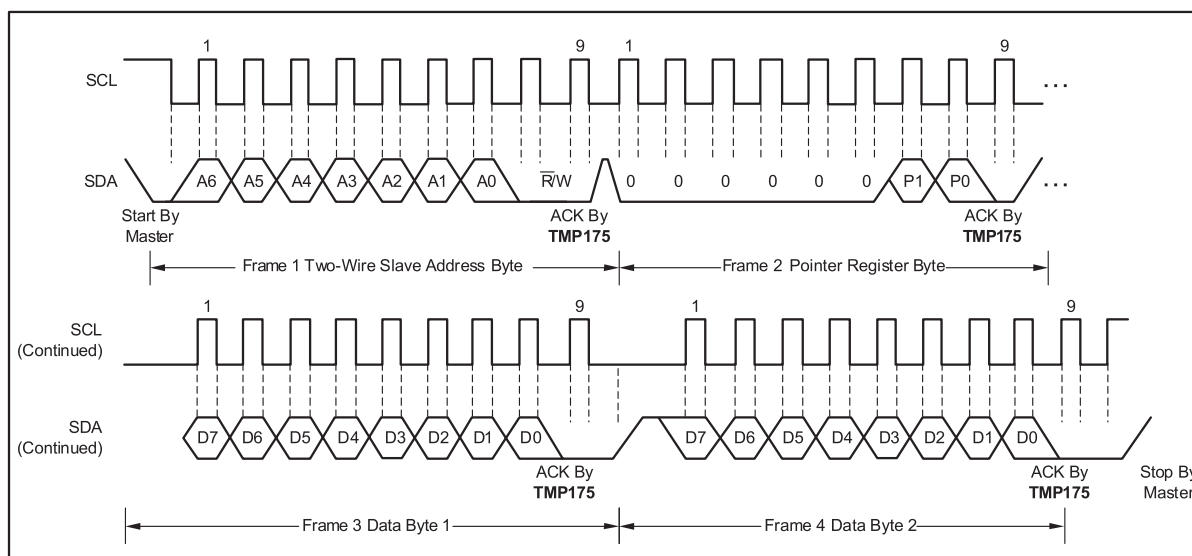 1 9 1 9
SCL
...
SDA A6 A5 A4 A3 A2 A1 A0 R/W 0 0 0 0 0 0 P1 P0 ...
Start By
Master
ACK By
TMP175
ACK By
TMP175
Frame 1 Two-Wire Slave Address Byte
Frame 2 Pointer Register Byte
1 9 1 9
SCL
(Continued)
SDA
(Continued)
D7 D6 D5 D4 D3 D2 D1 D0 D7 D6 D5 D4 D3 D2 D1 D0
ACK By
TMP175
ACK By
TMP175
Stop By
Master
Frame 3 Data Byte 1
Frame 4 Data Byte 2